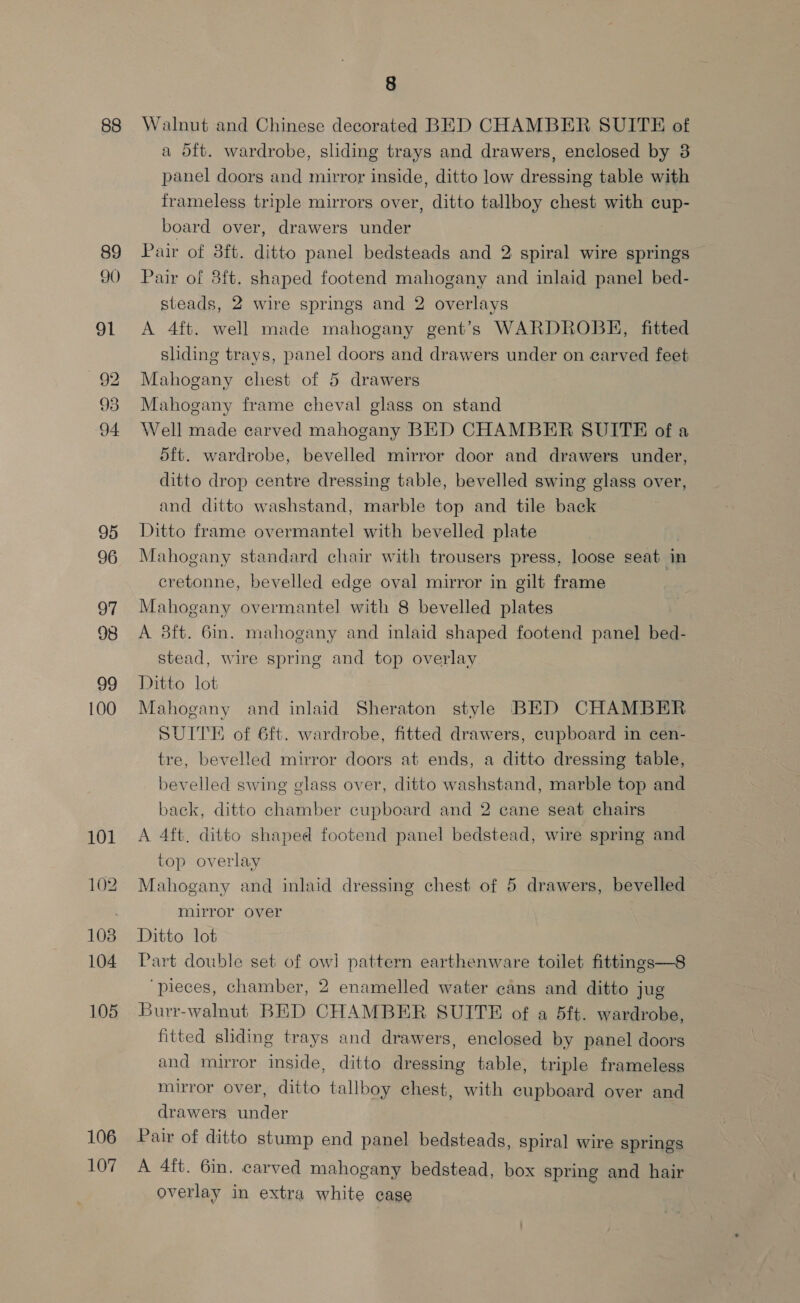 8
88 Walnut and Chinese decorated BED CHAMBER SUITE of
a 5ft. wardrobe, sliding trays and drawers, enclosed by 3
panel doors and mirror inside, ditto low dressing table with
frameless triple mirrors over, ditto tallboy chest with cup-
board over, drawers under
89 Pair of 3ft. ditto panel bedsteads and 2 spiral wire springs
90 Pair of 3ft. shaped footend mahogany and inlaid panel bed-
steads, 2 wire springs and 2 overlays
91 A 4ft. well made mahogany gent's WARDROBE, fitted
sliding trays, panel doors and drawers under on carved feet
92 Mahogany chest of 5 drawers
93 Mahogany frame cheval glass on stand
94 Well made carved mahogany BED CHAMBER SUITE of a
5ft. wardrobe, bevelled mirror door and drawers under,
ditto drop centre dressing table, bevelled swing glass over,
and ditto washstand, marble top and tile back
95 Ditto frame overmantel with bevelled plate
96 Mahogany standard chair with trousers press, loose seat in
cretonne, bevelled edge oval mirror in gilt frame
97 Mahogany overmantel with 8 bevelled plates
98 A 3ft. 6in. mahogany and inlaid shaped footend panel bed-
stead, wire spring and top overlay
99 Ditto lot
100 Mahogany and inlaid Sheraton style BED CHAMBER
SUITE of 6ft. wardrobe, fitted drawers, cupboard in cen-
tre, bevelled mirror doors at ends, a ditto dressing table,
bevelled swing glass over, ditto washstand, marble top and
back, ditto chamber cupboard and 2 cane seat chairs
101 A 4ft. ditto shaped footend panel bedstead, wire spring and
top overlay
102 Mahogany and inlaid dressing chest of 5 drawers, bevelled
mirror over
103 Ditto lot
104 Part double set of owl pattern earthenware toilet fittings—8
pieces, chamber, 2 enamelled water cans and ditto jug
105 Burr-walnut BED CHAMBER SUITE of a 5ft. wardrobe,
fitted sliding trays and drawers, enclosed by panel doors
and mirror inside, ditto dressing table, triple frameless
mirror over, ditto tallboy chest, with cupboard over and
drawers under
106 Pair of ditto stump end panel bedsteads, spiral wire springs
107 A 4ft. 6in. carved mahogany bedstead, box spring and hair
overlay in extra white case